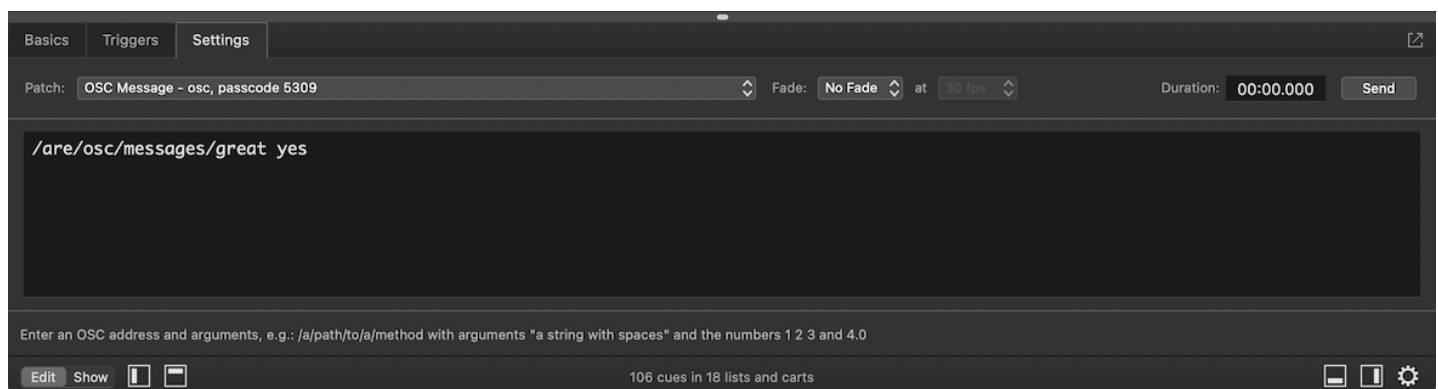 Basics Triggers Settings
Patch: OSC Message - osc, passcode 5309 Fade: No Fade at 30 fps Duration: 00:00.000 Send
/are/osc/messages/great yes
Enter an OSC address and arguments, e.g.: /a/path/to/a/method with arguments "a string with spaces" and the numbers 1 2 3 and 4.0
Edit Show 106 cues in 18 lists and carts